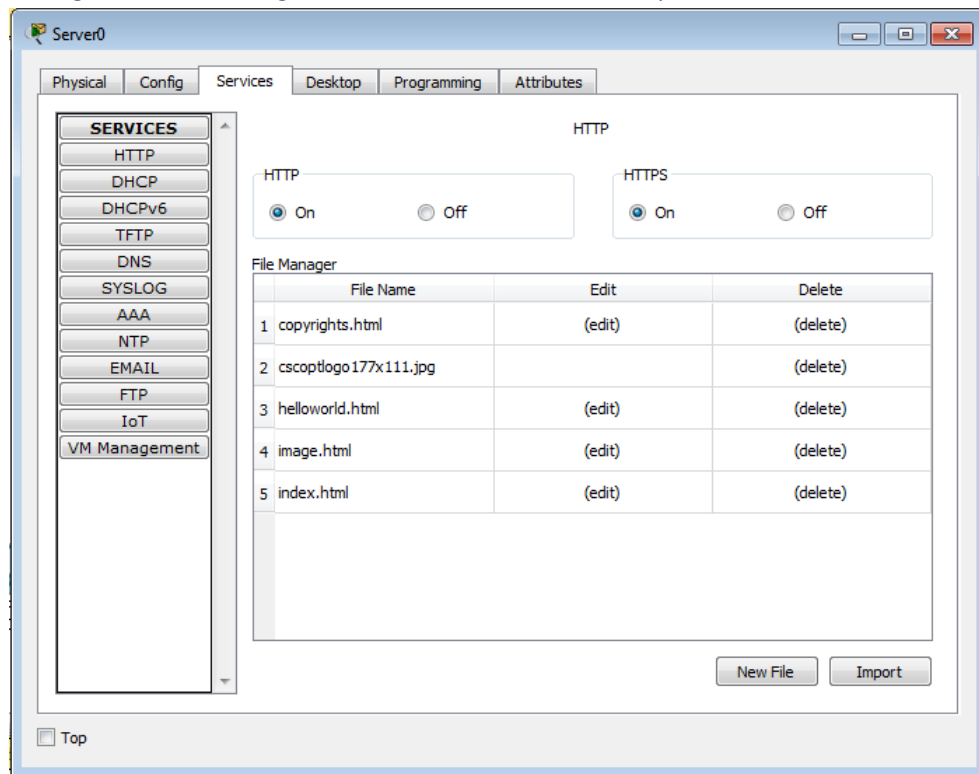 Server0
Physical Config Services Desktop Programming Attributes
SERVICES
HTTP
DHCP
DHCPv6
TFTP
DNS
SYSLOG
AAA
NTP
EMAIL
FTP
IoT
VM Management
HTTP
HTTP
On Off
HTTPS
On Off
File Manager
File Name Edit Delete
1 copyrights.html (edit) (delete)
2 cscoptlogo177x111.jpg (delete)
3 helloworld.html (edit) (delete)
4 image.html (edit) (delete)
5 index.html (edit) (delete)
New File Import
Top